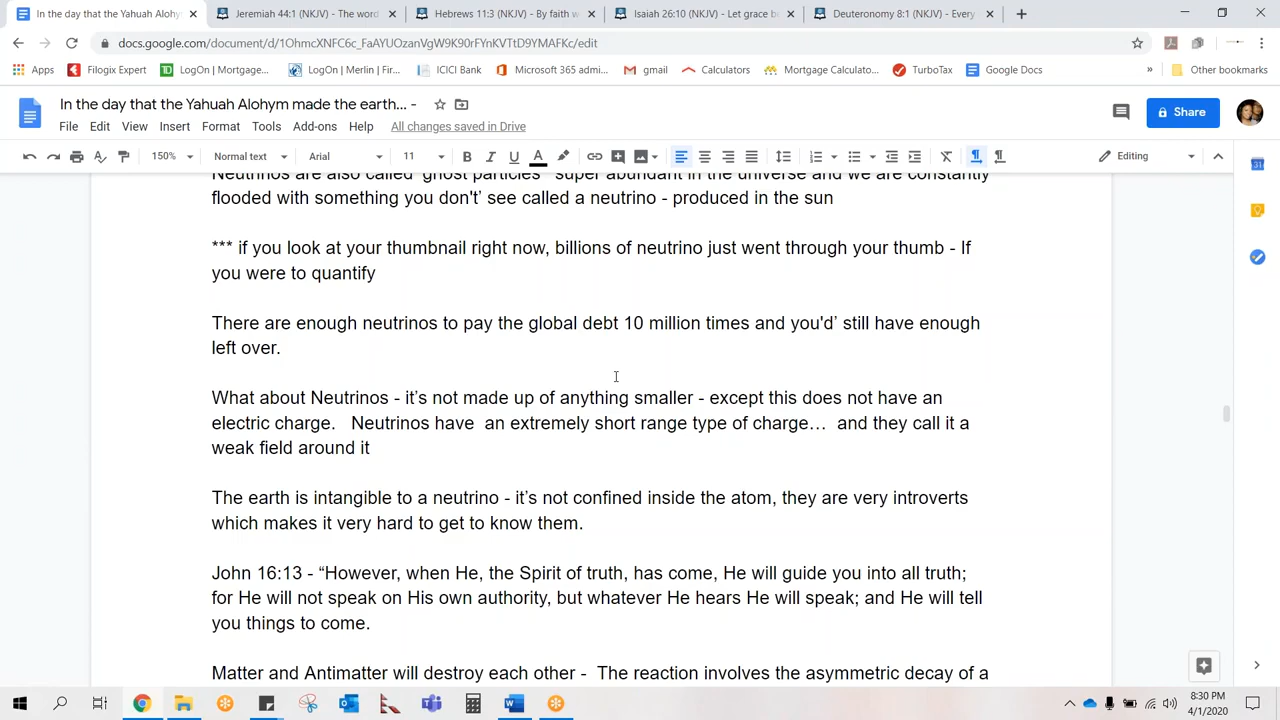 In the day that the Yahuah Alohym
Jeremiah 44:1 (NKJV) - The word
Hebrews 11:3 (NKJV) - By faith w
Isaiah 26:10 (NKJV) - Let grace b
Deuteronomy 8:1 (NKJV) - Every
docs.google.com/document/d/1OhmcXNFC6c_FaAYUOzanVgW9K90rFYnKVTtD9YMAFKc/edit
Apps Filogix Expert LogOn | Mortgage... LogOn | Merlin | Fir... ICICI Bank Microsoft 365 admi... gmail Calculators Mortgage Calculato... TurboTax Google Docs » Other bookmarks
In the day that the Yahuah Alohym made the earth... -
Share
File Edit View Insert Format Tools Add-ons Help All changes saved in Drive
150% Normal text Arial 11 B I U A Editing
Neutrinos are also called 'ghost particles' super abundant in the universe and we are constantly
flooded with something you don't' see called a neutrino - produced in the sun
*** if you look at your thumbnail right now, billions of neutrino just went through your thumb - If
you were to quantify
There are enough neutrinos to pay the global debt 10 million times and you'd' still have enough
left over.
What about Neutrinos - it's not made up of anything smaller - except this does not have an
electric charge. Neutrinos have an extremely short range type of charge… and they call it a
weak field around it
The earth is intangible to a neutrino - it's not confined inside the atom, they are very introverts
which makes it very hard to get to know them.
John 16:13 - “However, when He, the Spirit of truth, has come, He will guide you into all truth;
for He will not speak on His own authority, but whatever He hears He will speak; and He will tell
you things to come.
Matter and Antimatter will destroy each other - The reaction involves the asymmetric decay of a
8:30 PM
4/1/2020